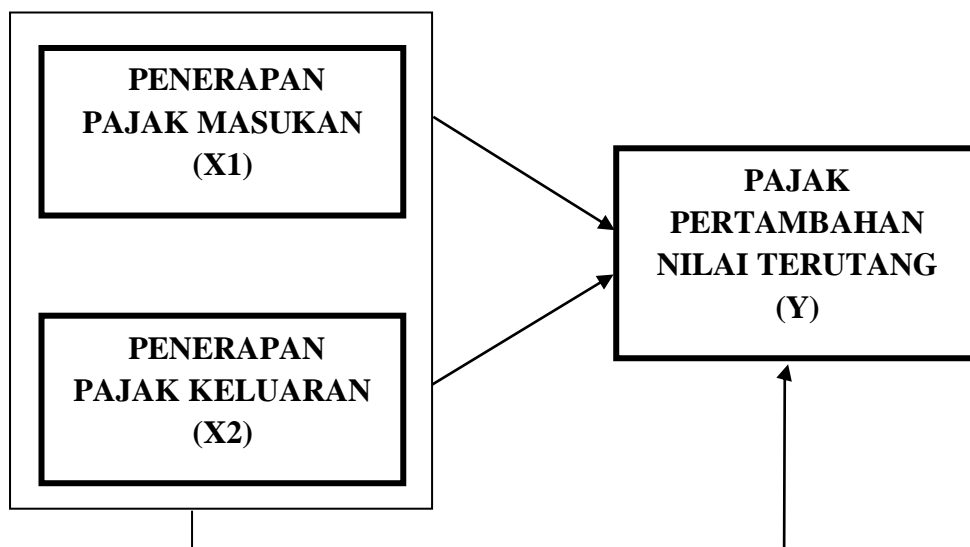 PENERAPAN
PAJAK MASUKAN
(X1)
PAJAK
PERTAMBAHAN
NILAI TERUTANG
(Y)
PENERAPAN
PAJAK KELUARAN
(X2)